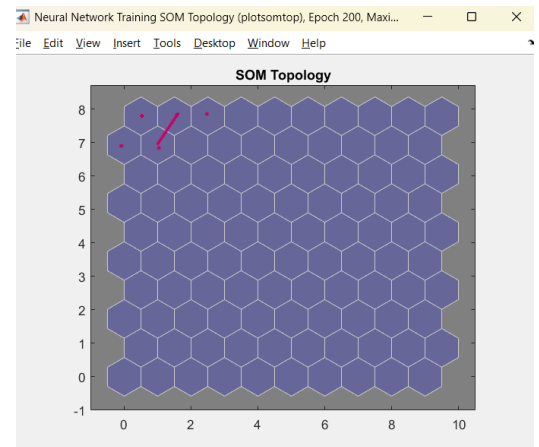 Neural Network Training SOM Topology (plotsomtop), Epoch 200, Maxi...
File Edit View Insert Tools Desktop Window Help
SOM Topology
8
7
6
5
4
3
2
1
0
-1
0 2 4 6 8 10